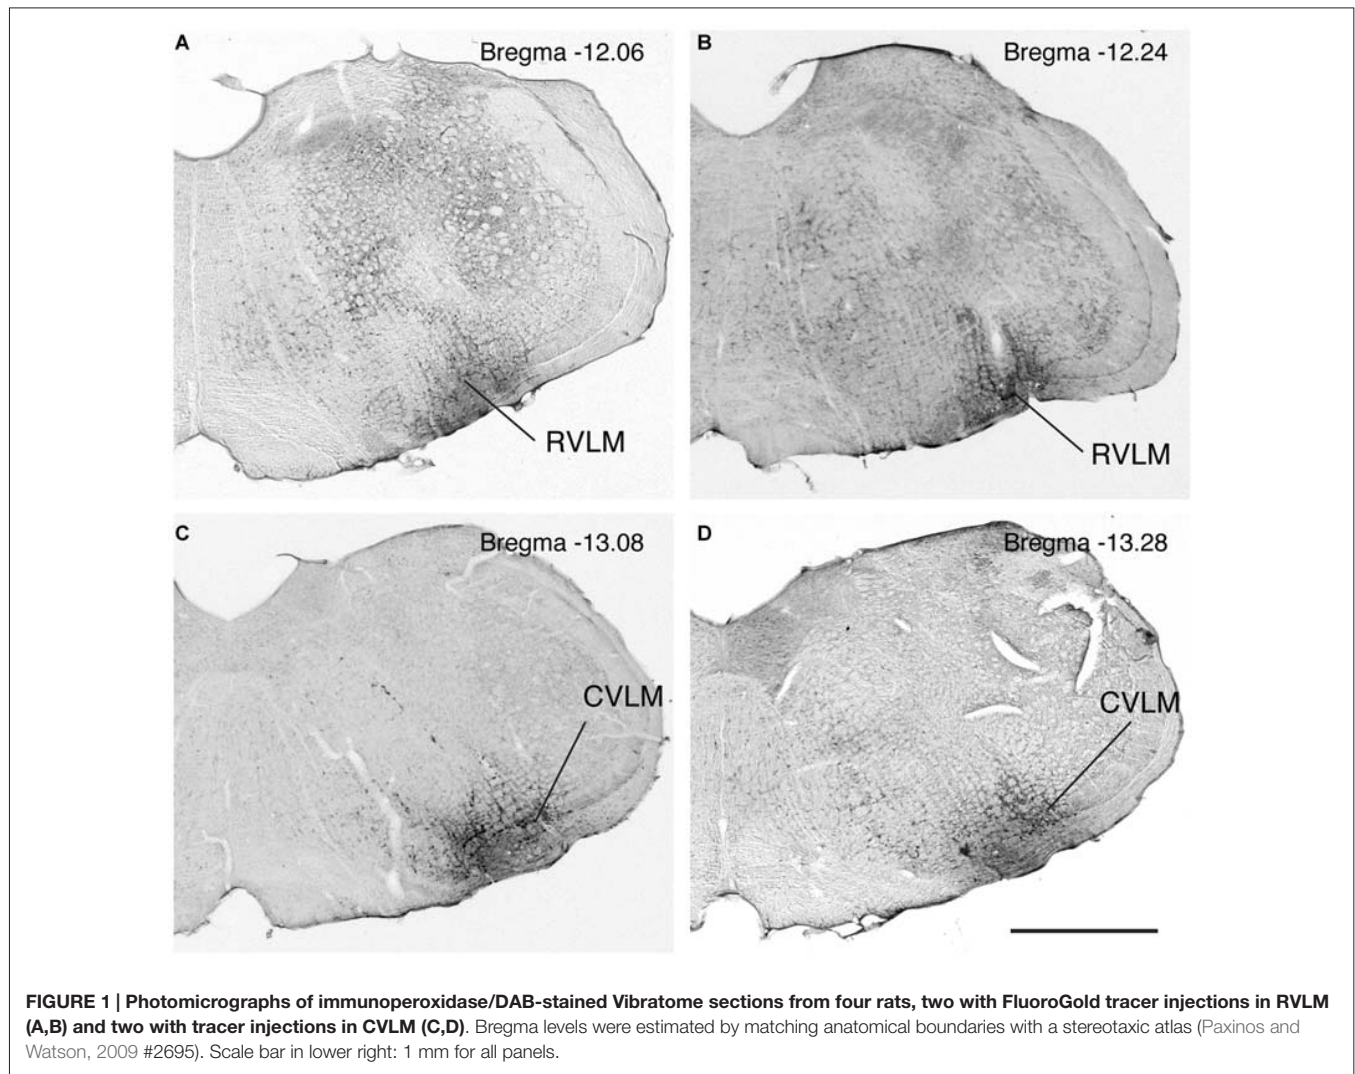 A
Bregma -12.06
RVLM
B
Bregma -12.24
RVLM
C
Bregma -13.08
CVLM
D
Bregma -13.28
CVLM
FIGURE 1 | Photomicrographs of immunoperoxidase/DAB-stained Vibratome sections from four rats, two with FluoroGold tracer injections in RVLM
(A,B) and two with tracer injections in CVLM (C,D). Bregma levels were estimated by matching anatomical boundaries with a stereotaxic atlas (Paxinos and
Watson, 2009 #2695). Scale bar in lower right: 1 mm for all panels.